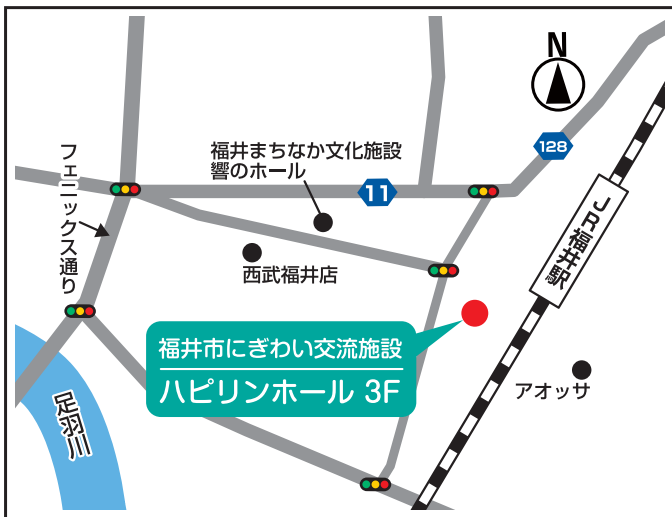 N
128
福井まちなか文化施設
響のホール
フェニックス通り
11
JR福井駅
西武福井店
福井市にぎわい交流施設
ハピリンホール 3F
アオッサ
足羽川